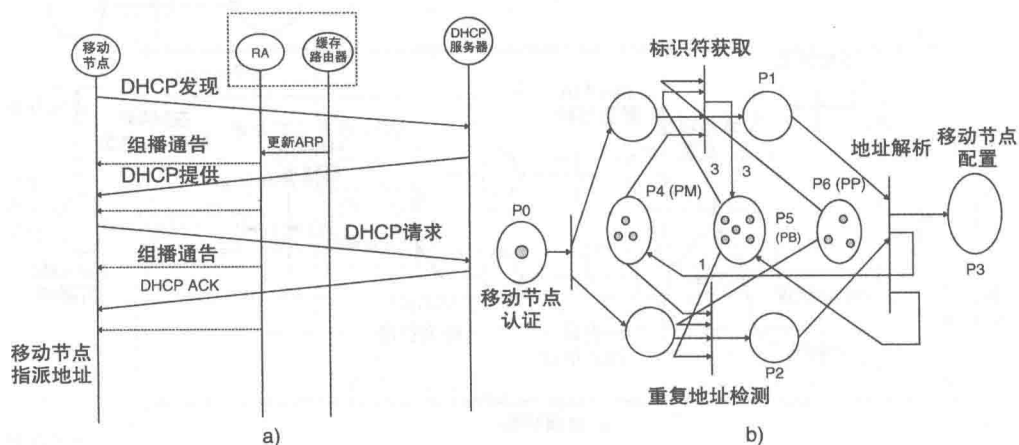 移动
节点
RA
缓存
路由器
DHCP
服务器
DHCP发现
更新ARP
组播通告
DHCP提供
DHCP请求
组播通告
DHCP ACK
移动节点
指派地址
a)
标识符获取
P1
地址解析
移动节点
配置
3
3
P4 (PM)
P6 (PP)
P0
P5
(PB)
1
P3
移动节点
认证
P2
重复地址检测
b)